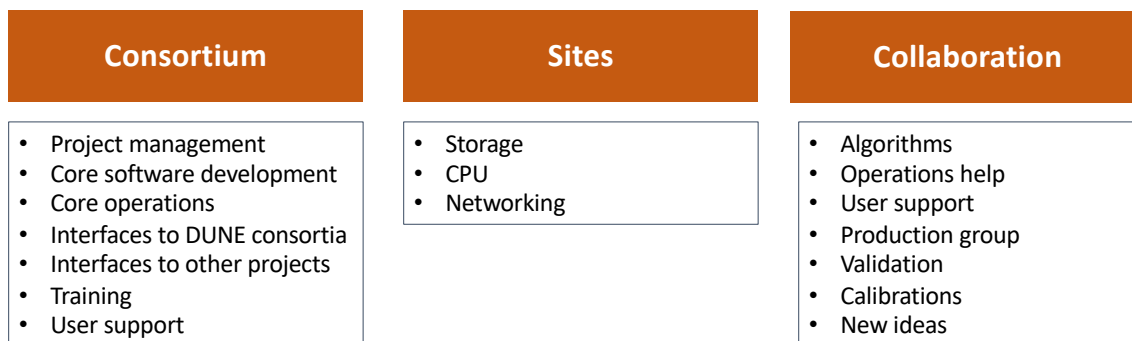 Consortium
• Project management
• Core software development
• Core operations
• Interfaces to DUNE consortia
• Interfaces to other projects
• Training
• User support
Sites
• Storage
• CPU
• Networking
Collaboration
• Algorithms
• Operations help
• User support
• Production group
• Validation
• Calibrations
• New ideas